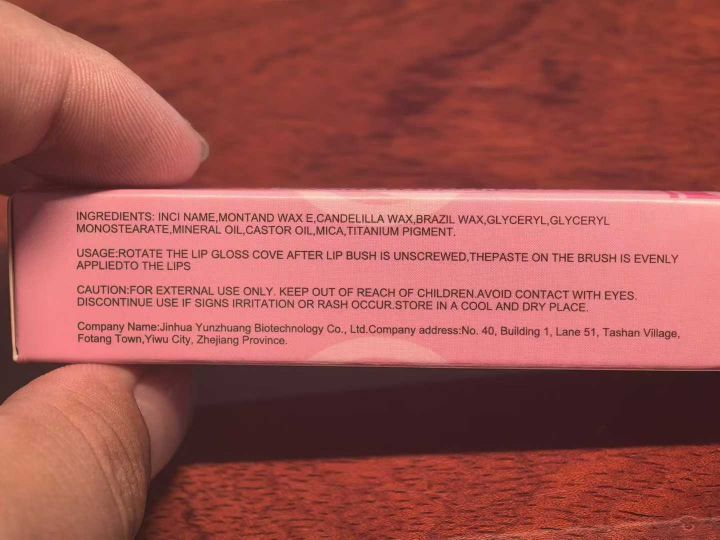 INGREDIENTS: INCI NAME,MONTAND WAX E,CANDELILLA WAX,BRAZIL WAX,GLYCERYL,GLYCERYL
MONOSTEARATE,MINERAL OIL,CASTOR OIL,MICA,TITANIUM PIGMENT.
USAGE:ROTATE THE LIP GLOSS COVE AFTER LIP BUSH IS UNSCREWED,THEPASTE ON THE BRUSH IS EVENLY
APPLIEDTO THE LIPS
CAUTION:FOR EXTERNAL USE ONLY. KEEP OUT OF REACH OF CHILDREN.AVOID CONTACT WITH EYES.
DISCONTINUE USE IF SIGNS IRRITATION OR RASH OCCUR.STORE IN A COOL AND DRY PLACE.
Company Name:Jinhua Yunzhuang Biotechnology Co., Ltd.Company address:No. 40, Building 1, Lane 51, Tashan Village,
Fotang Town,Yiwu City, Zhejiang Province.